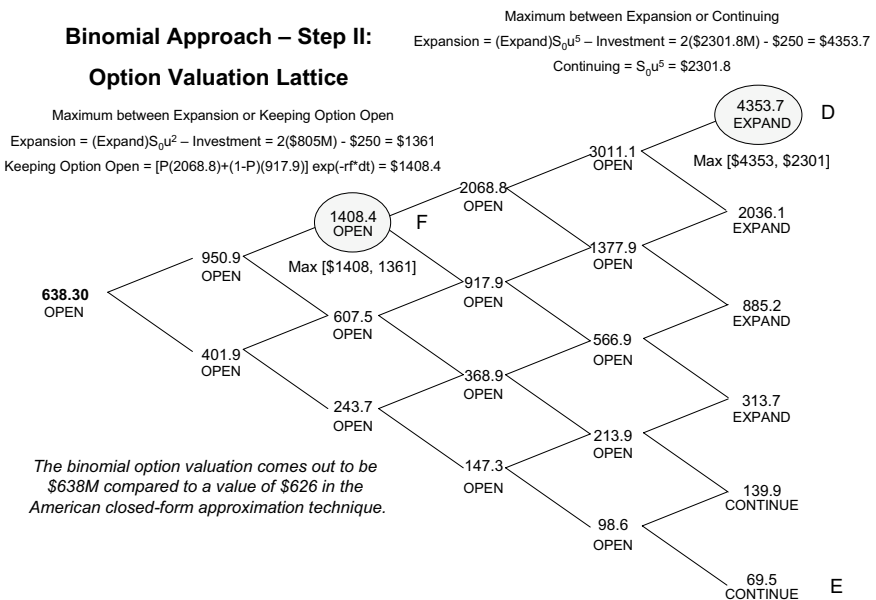 Binomial Approach – Step II:
Option Valuation Lattice
Maximum between Expansion or Continuing
Expansion = (Expand)S₀u⁵ – Investment = 2($2301.8M) - $250 = $4353.7
Continuing = S₀u⁵ = $2301.8
Maximum between Expansion or Keeping Option Open
Expansion = (Expand)S₀u² – Investment = 2($805M) - $250 = $1361
Keeping Option Open = [P(2068.8)+(1-P)(917.9)] exp(-rf*dt) = $1408.4
638.30
OPEN
950.9
OPEN
401.9
OPEN
1408.4
OPEN
F
Max [$1408, 1361]
607.5
OPEN
243.7
OPEN
2068.8
OPEN
917.9
OPEN
368.9
OPEN
147.3
OPEN
3011.1
OPEN
1377.9
OPEN
566.9
OPEN
213.9
OPEN
98.6
OPEN
4353.7
EXPAND
D
Max [$4353, $2301]
2036.1
EXPAND
885.2
EXPAND
313.7
EXPAND
139.9
CONTINUE
69.5
CONTINUE
E
The binomial option valuation comes out to be
$638M compared to a value of $626 in the
American closed-form approximation technique.